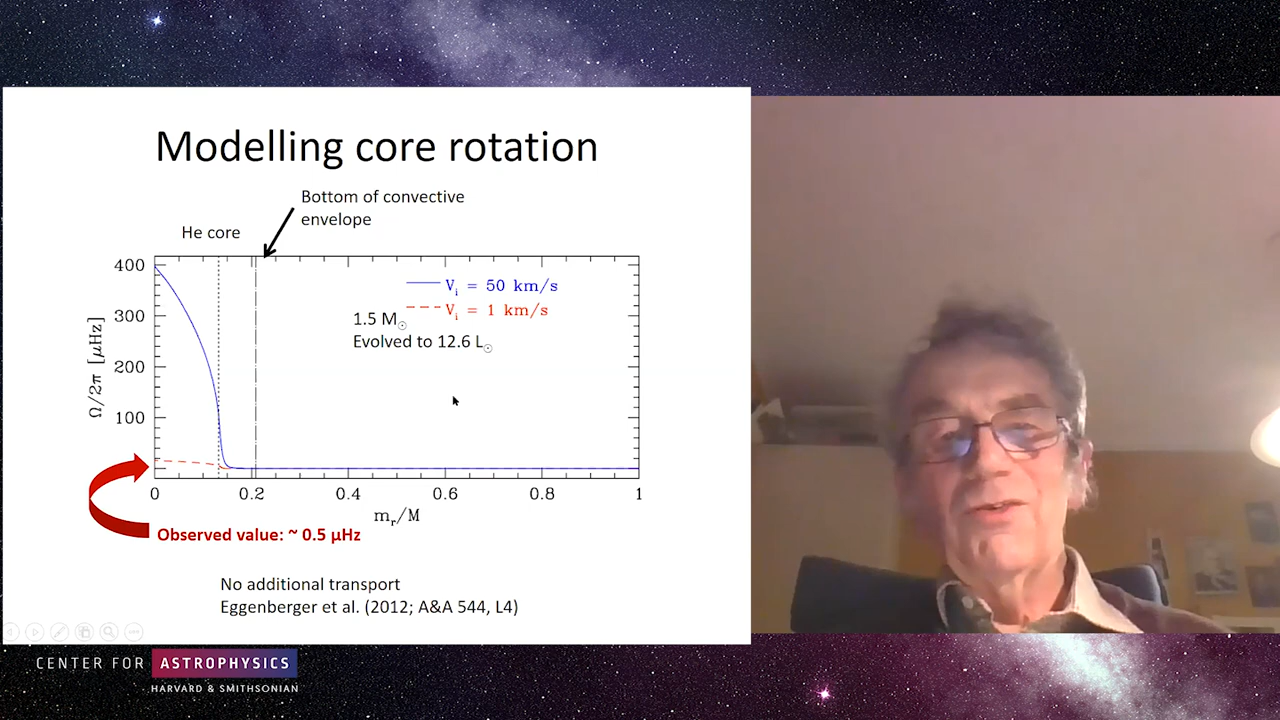 Modelling core rotation
Bottom of convective
envelope
He core
400
300
200
100
Ω/2π [μHz]
V_i = 50 km/s
V_i = 1 km/s
1.5 M☉
Evolved to 12.6 L☉
0 0.2 0.4 0.6 0.8 1
m_r/M
Observed value: ~ 0.5 μHz
No additional transport
Eggenberger et al. (2012; A&A 544, L4)
CENTER FOR ASTROPHYSICS
HARVARD & SMITHSONIAN